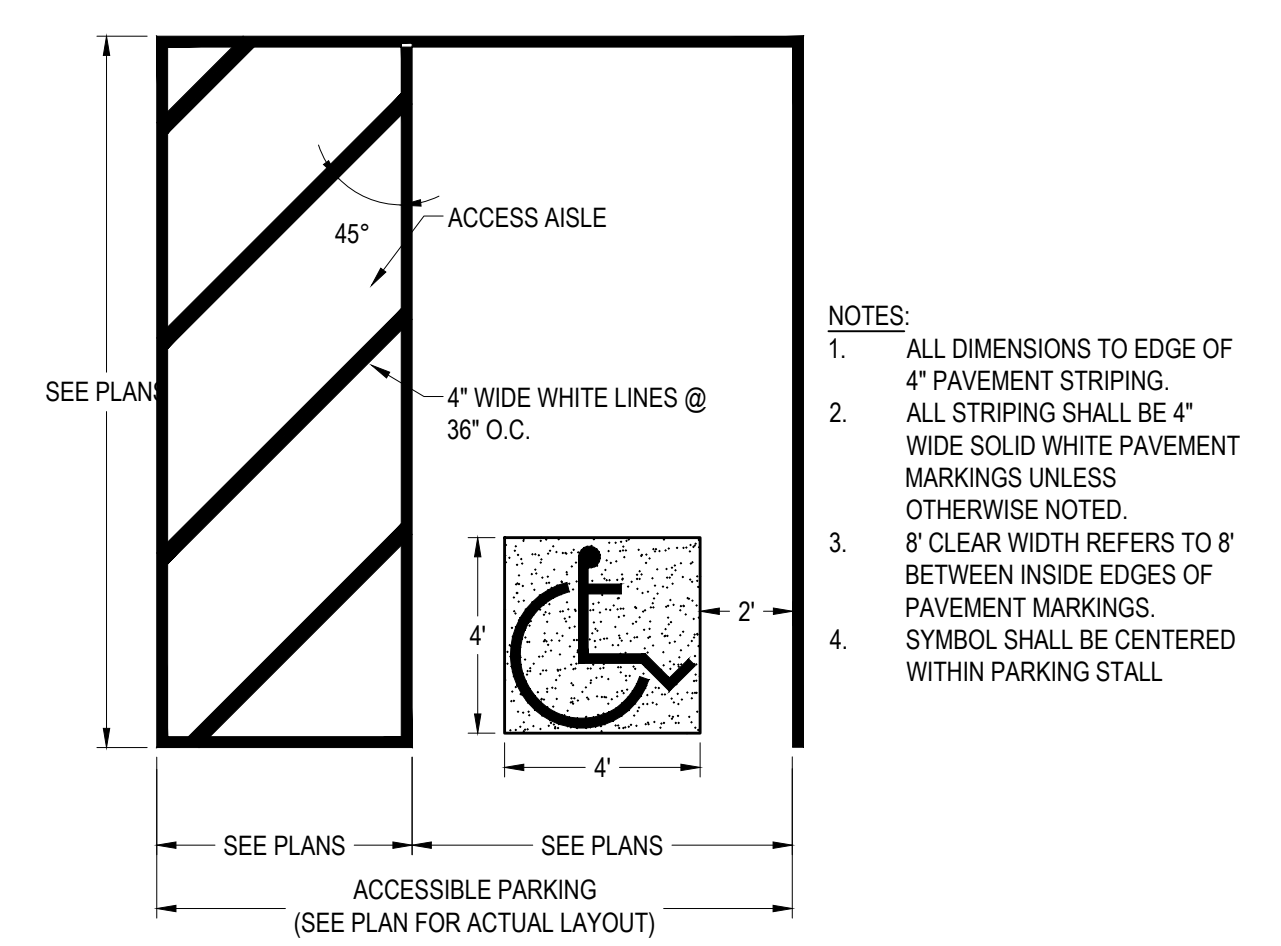 45°
ACCESS AISLE
SEE PLANS
4" WIDE WHITE LINES @
36" O.C.
4'
2'
4'
SEE PLANS
SEE PLANS
ACCESSIBLE PARKING
(SEE PLAN FOR ACTUAL LAYOUT)
NOTES:
1. ALL DIMENSIONS TO EDGE OF
4" PAVEMENT STRIPING.
2. ALL STRIPING SHALL BE 4"
WIDE SOLID WHITE PAVEMENT
MARKINGS UNLESS
OTHERWISE NOTED.
3. 8' CLEAR WIDTH REFERS TO 8'
BETWEEN INSIDE EDGES OF
PAVEMENT MARKINGS.
4. SYMBOL SHALL BE CENTERED
WITHIN PARKING STALL